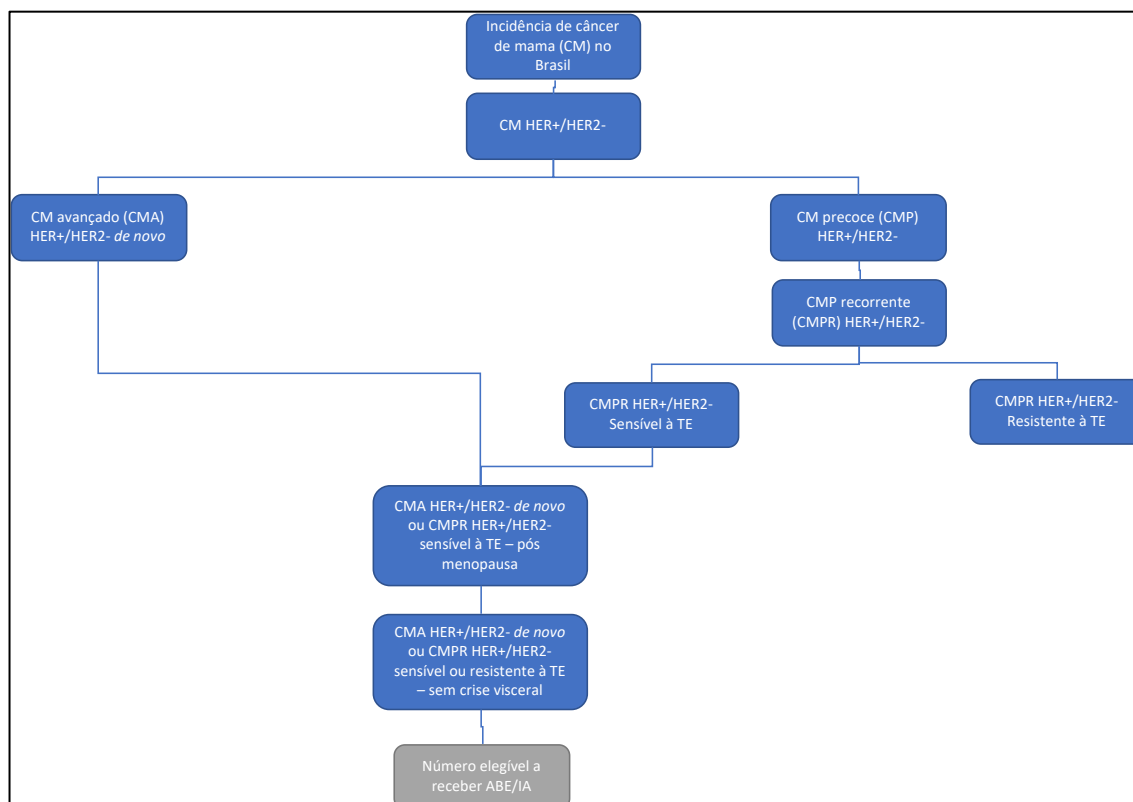 Incidência de câncer
de mama (CM) no
Brasil
CM HER+/HER2-
CM avançado (CMA)
HER+/HER2- de novo
CM precoce (CMP)
HER+/HER2-
CMP recorrente
(CMPR) HER+/HER2-
CMPR HER+/HER2-
Sensível à TE
CMPR HER+/HER2-
Resistente à TE
CMA HER+/HER2- de novo
ou CMPR HER+/HER2-
sensível à TE – pós
menopausa
CMA HER+/HER2- de novo
ou CMPR HER+/HER2-
sensível ou resistente à TE
– sem crise visceral
Número elegível a
receber ABE/IA